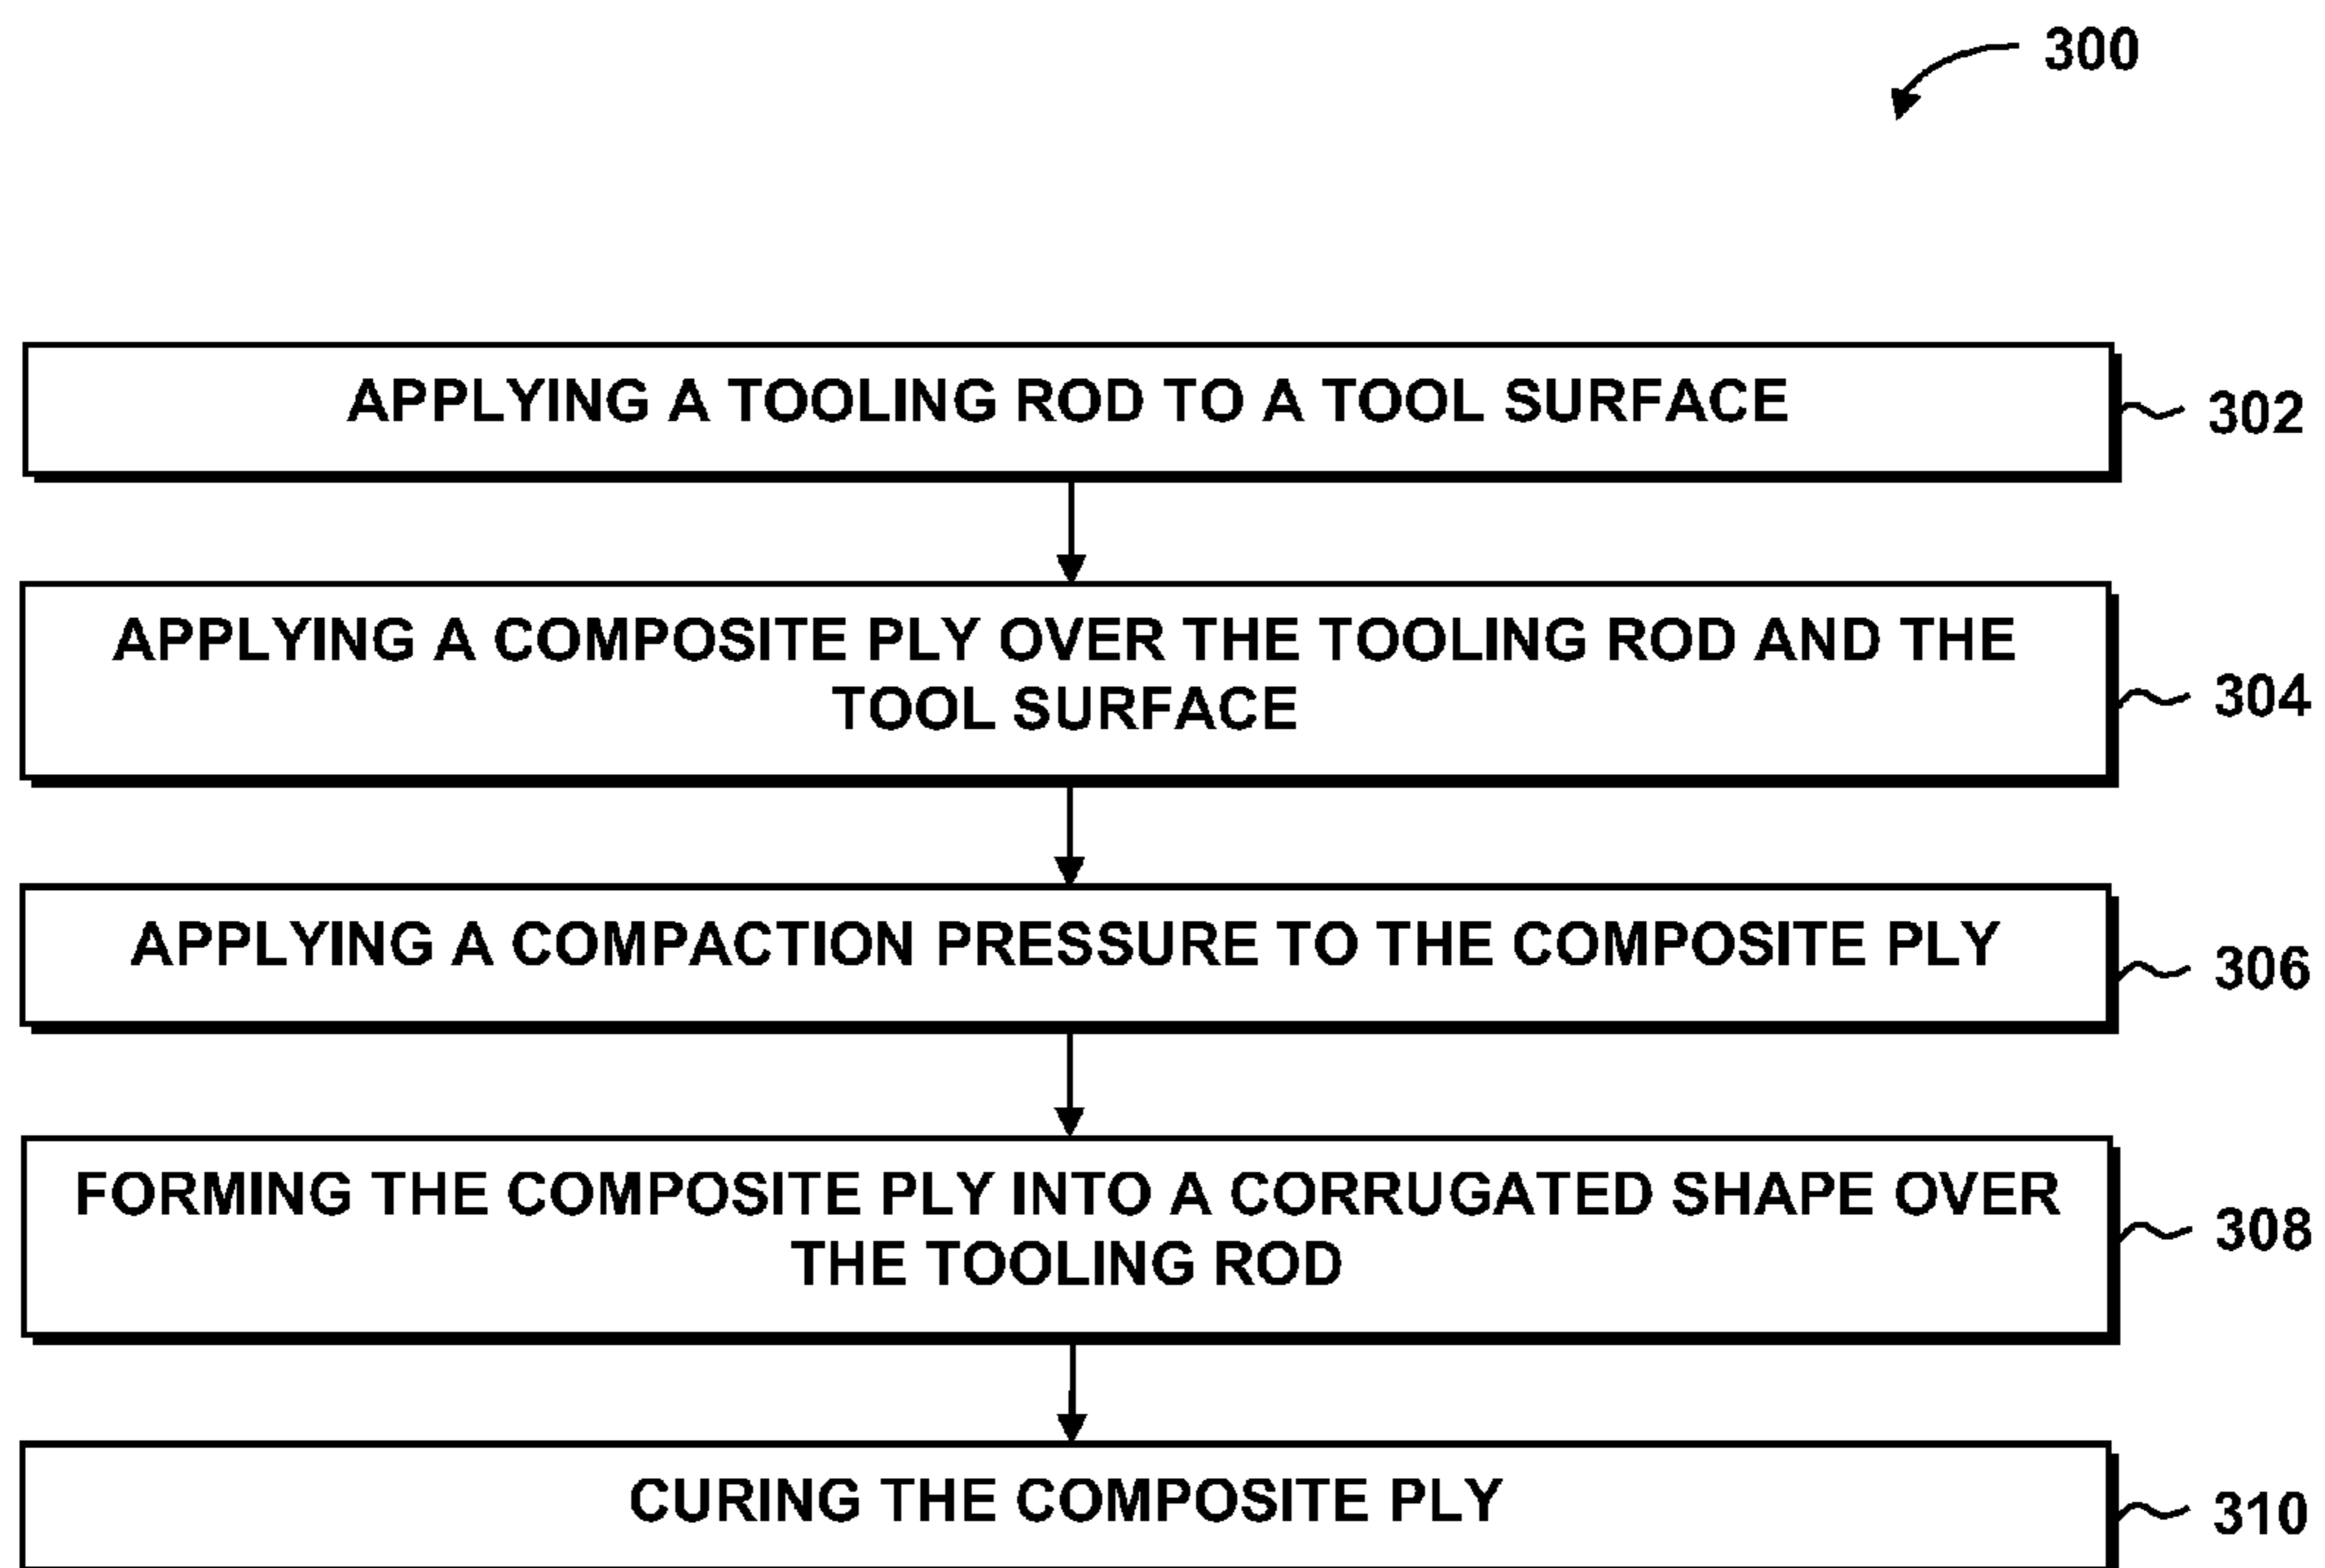 300
APPLYING A TOOLING ROD TO A TOOL SURFACE
302
APPLYING A COMPOSITE PLY OVER THE TOOLING ROD AND THE
TOOL SURFACE
304
APPLYING A COMPACTION PRESSURE TO THE COMPOSITE PLY
306
FORMING THE COMPOSITE PLY INTO A CORRUGATED SHAPE OVER
THE TOOLING ROD
308
CURING THE COMPOSITE PLY
310